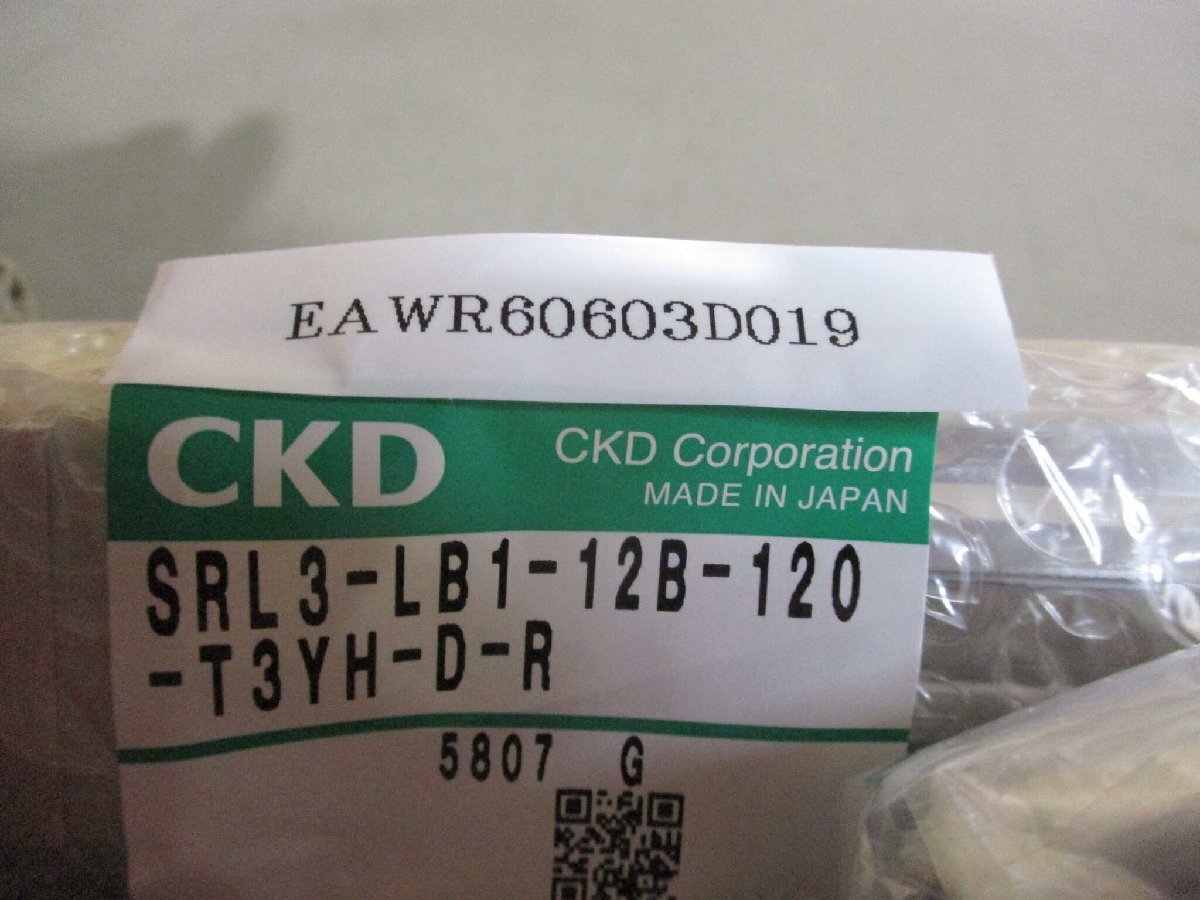 EAWR60603D019
CKD
CKD Corporation
MADE IN JAPAN
SRL3-LB1-12B-120
-T3YH-D-R
5807 G